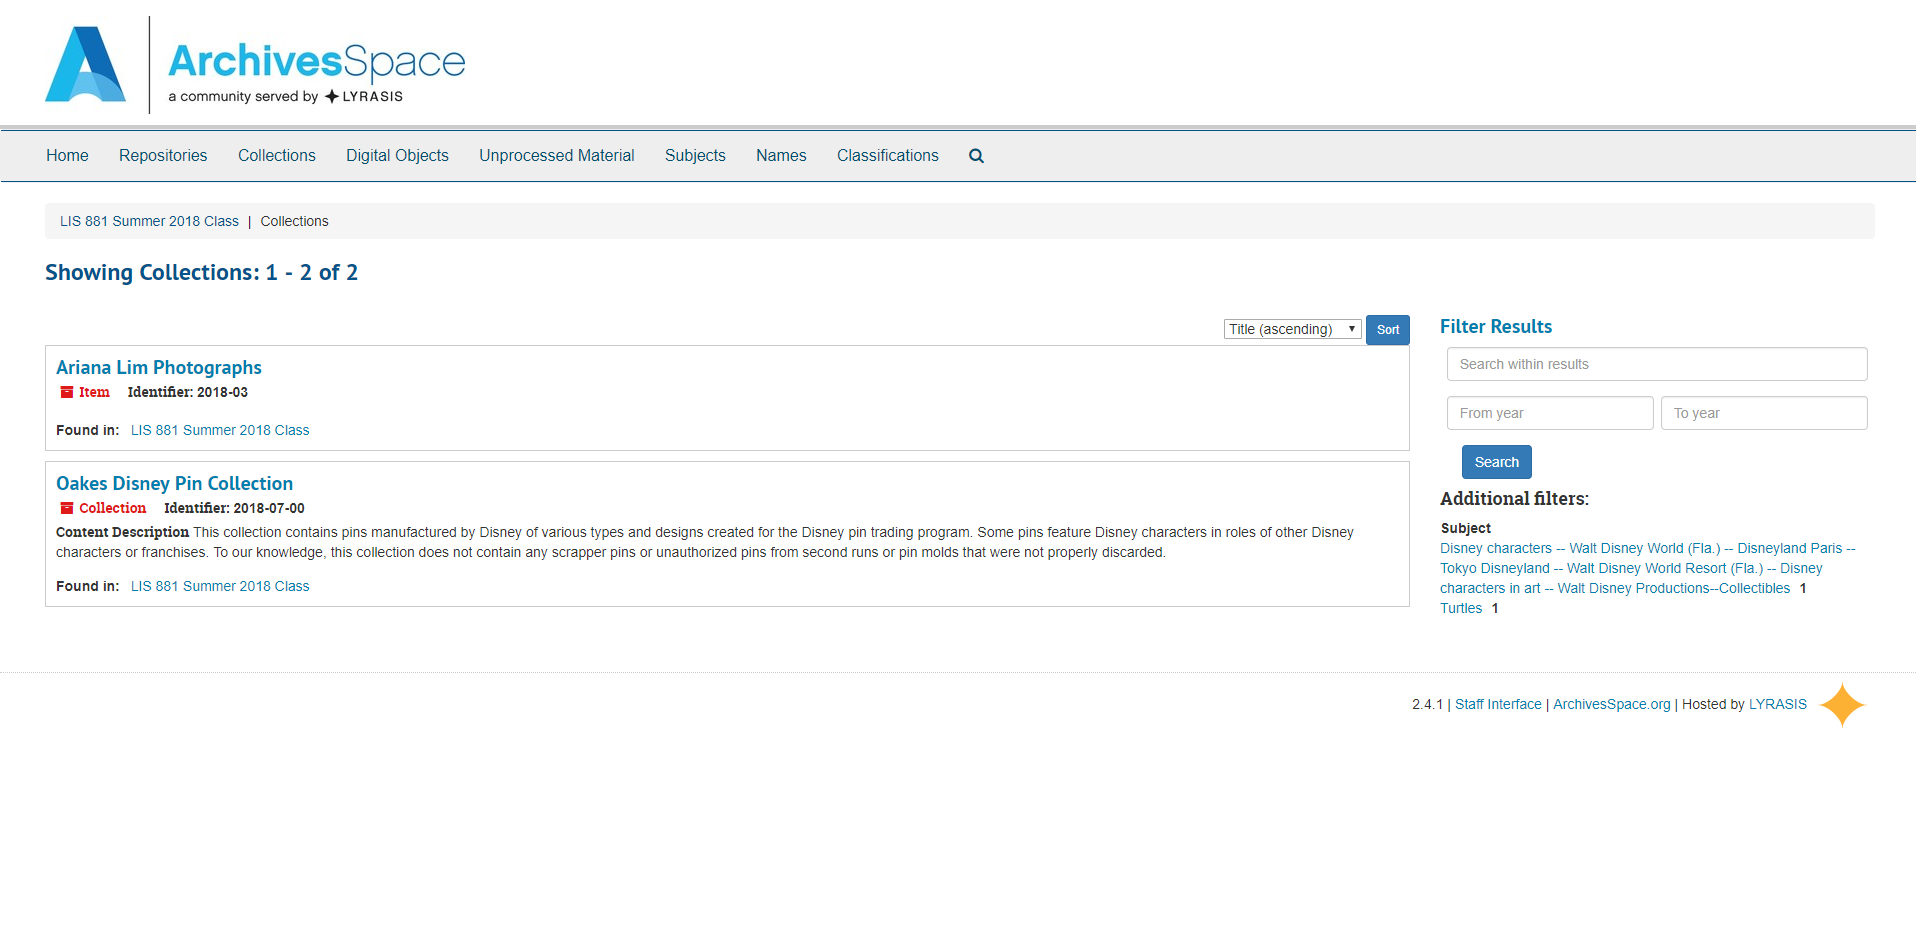 ArchivesSpace
a community served by LYRASIS
Home Repositories Collections Digital Objects Unprocessed Material Subjects Names Classifications
LIS 881 Summer 2018 Class | Collections
Showing Collections: 1 - 2 of 2
Title (ascending) Sort
Ariana Lim Photographs
Item Identifier: 2018-03
Found in: LIS 881 Summer 2018 Class
Oakes Disney Pin Collection
Collection Identifier: 2018-07-00
Content Description This collection contains pins manufactured by Disney of various types and designs created for the Disney pin trading program. Some pins feature Disney characters in roles of other Disney
characters or franchises. To our knowledge, this collection does not contain any scrapper pins or unauthorized pins from second runs or pin molds that were not properly discarded.
Found in: LIS 881 Summer 2018 Class
Filter Results
Search within results
From year To year
Search
Additional filters:
Subject
Disney characters -- Walt Disney World (Fla.) -- Disneyland Paris --
Tokyo Disneyland -- Walt Disney World Resort (Fla.) -- Disney
characters in art -- Walt Disney Productions--Collectibles 1
Turtles 1
2.4.1 | Staff Interface | ArchivesSpace.org | Hosted by LYRASIS